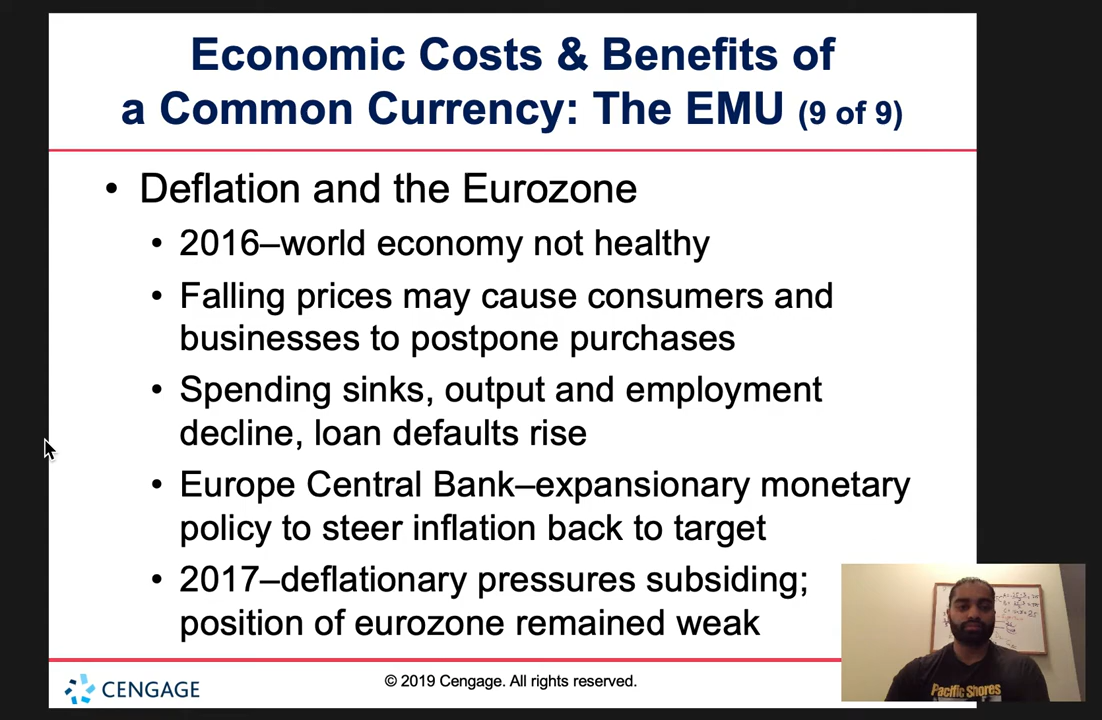 Economic Costs & Benefits of
a Common Currency: The EMU (9 of 9)
• Deflation and the Eurozone
• 2016–world economy not healthy
• Falling prices may cause consumers and
businesses to postpone purchases
• Spending sinks, output and employment
decline, loan defaults rise
• Europe Central Bank–expansionary monetary
policy to steer inflation back to target
• 2017–deflationary pressures subsiding;
position of eurozone remained weak
CENGAGE
© 2019 Cengage. All rights reserved.
Pacific Shores